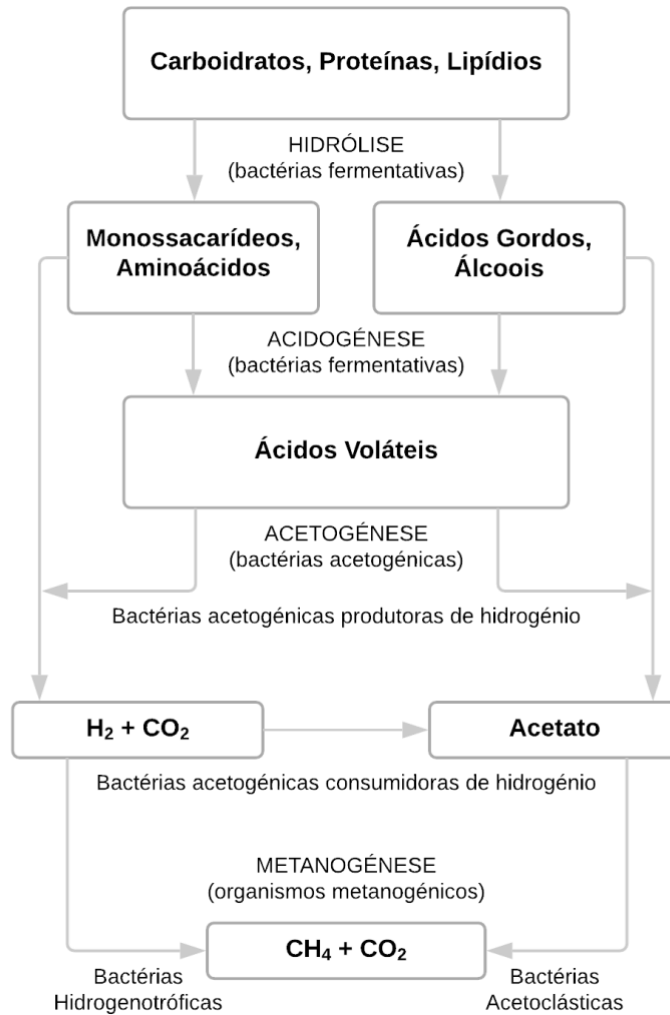 Carboidratos, Proteínas, Lipídios
HIDRÓLISE
(bactérias fermentativas)
Monossacarídeos,
Aminoácidos
Ácidos Gordos,
Álcoois
ACIDOGÉNESE
(bactérias fermentativas)
Ácidos Voláteis
ACETOGÉNESE
(bactérias acetogénicas)
Bactérias acetogénicas produtoras de hidrogénio
H₂ + CO₂
Acetato
Bactérias acetogénicas consumidoras de hidrogénio
METANOGÉNESE
(organismos metanogénicos)
CH₄ + CO₂
Bactérias
Hidrogenotróficas
Bactérias
Acetoclásticas